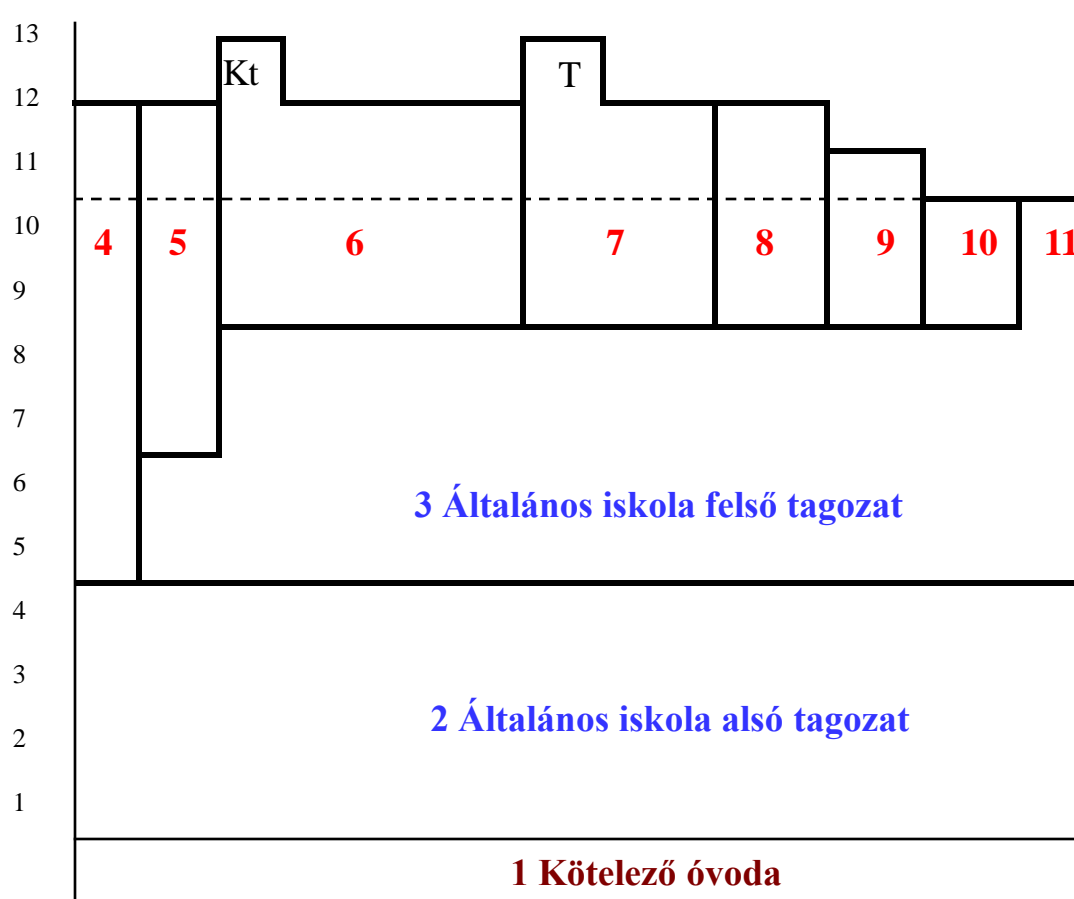 13
Kt
T
12
11
10
4 5 6 7 8 9 10 11
9
8
7
6
3 Általános iskola felső tagozat
5
4
3
2 Általános iskola alsó tagozat
2
1
1 Kötelező óvoda